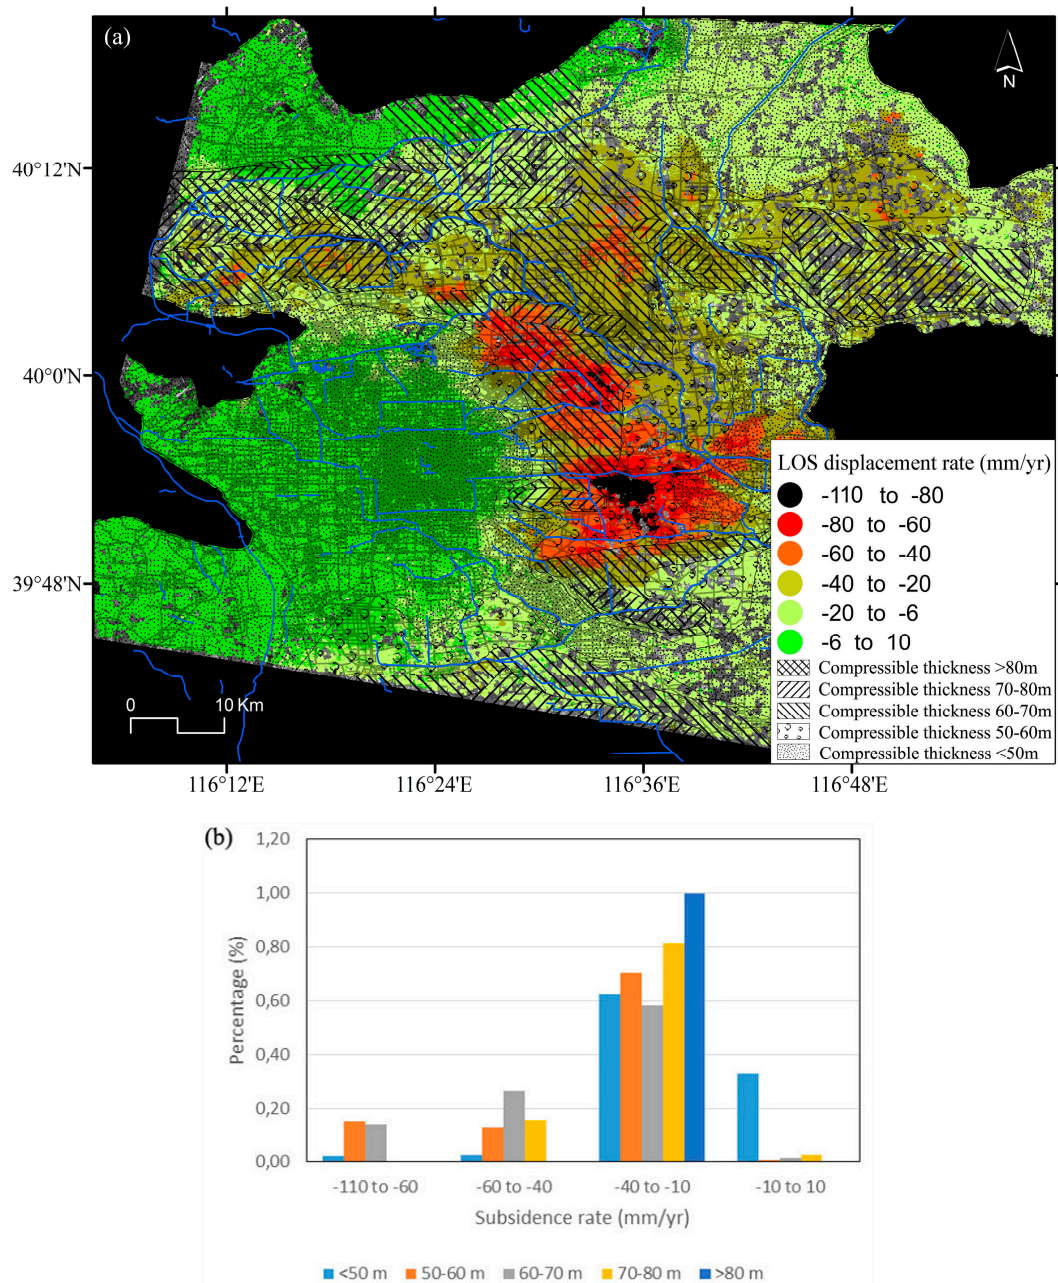 (a)
N
40°12'N
40°0'N
39°48'N
LOS displacement rate (mm/yr)
-110 to -80
-80 to -60
-60 to -40
-40 to -20
-20 to -6
-6 to 10
Compressible thickness >80m
Compressible thickness 70-80m
Compressible thickness 60-70m
Compressible thickness 50-60m
Compressible thickness <50m
0 10 Km
116°12'E 116°24'E 116°36'E 116°48'E
(b)
1,20
1,00
0,80
0,60
0,40
0,20
0,00
Percentage (%)
-110 to -60 -60 to -40 -40 to -10 -10 to 10
Subsidence rate (mm/yr)
<50 m 50-60 m 60-70 m 70-80 m >80 m